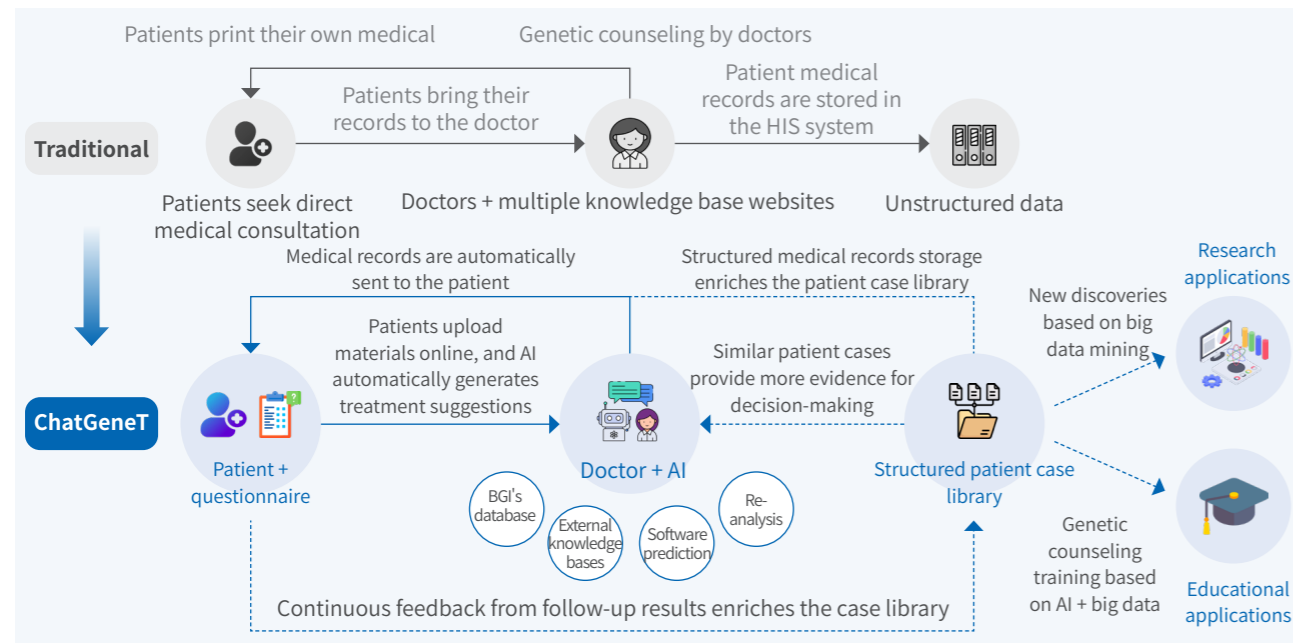 Patients print their own medical
Genetic counseling by doctors
Patients bring their
records to the doctor
Patient medical
records are stored in
the HIS system
Traditional
Patients seek direct
medical consultation
Doctors + multiple knowledge base websites
Unstructured data
Medical records are automatically
sent to the patient
Structured medical records storage
enriches the patient case library
Research
applications
New discoveries
based on big
data mining
Patients upload
materials online, and AI
automatically generates
treatment suggestions
Similar patient cases
provide more evidence for
decision-making
ChatGeneT
Patient +
questionnaire
Doctor + AI
Structured patient case
library
BGI's
database
External
knowledge
bases
Software
prediction
Re-
analysis
Genetic
counseling
training based
on AI + big data
Educational
applications
Continuous feedback from follow-up results enriches the case library